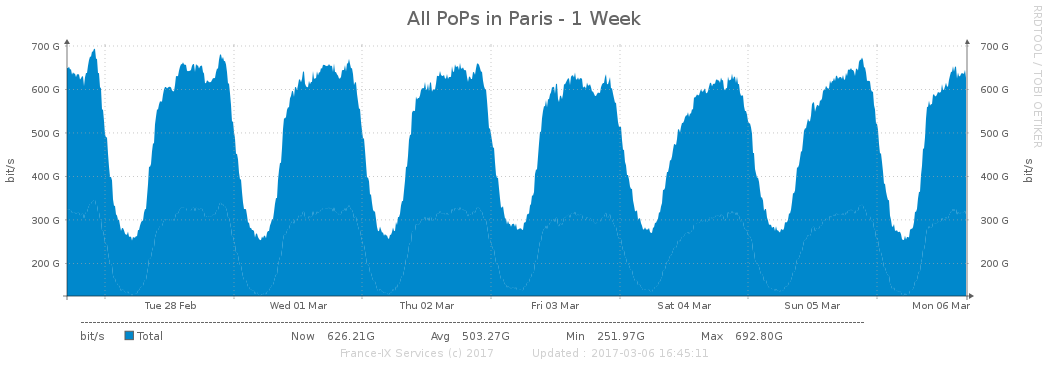 All PoPs in Paris - 1 Week
RRDTOOL / TOBI OETIKER
700 G 700 G
600 G 600 G
500 G 500 G
400 G 400 G
300 G 300 G
200 G 200 G
bit/s bit/s
Tue 28 Feb Wed 01 Mar Thu 02 Mar Fri 03 Mar Sat 04 Mar Sun 05 Mar Mon 06 Mar
bit/s Total Now 626.21G Avg 503.27G Min 251.97G Max 692.80G
France-IX Services (c) 2017 Updated : 2017-03-06 16:45:11